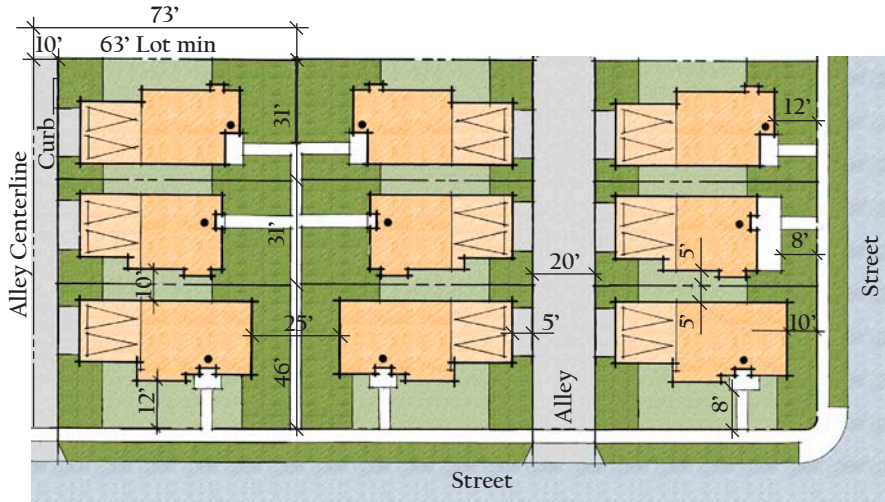 73’
10’ 63’ Lot min
31’
12’
Curb
Alley Centerline
31’
5’
8’
20’
Street
10’
5’
25’
5’
10’
46’
12’
Alley
8’
Street